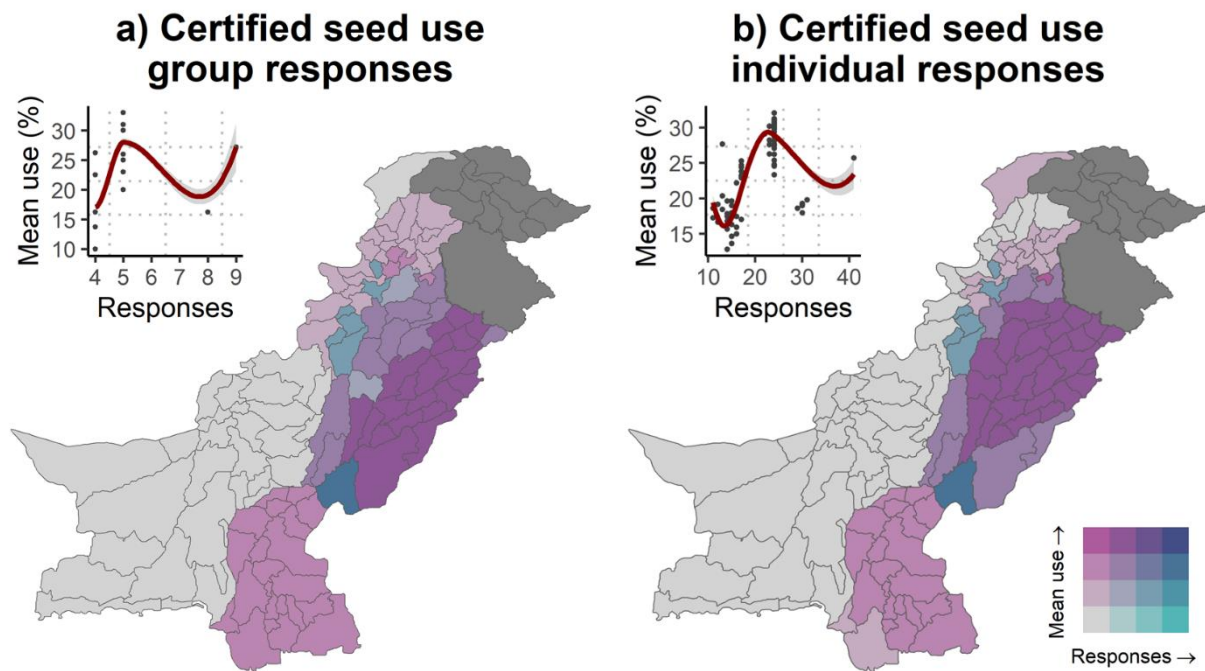 a) Certified seed use
group responses
Mean use (%)
30
25
20
15
10
4 5 6 7 8 9
Responses
b) Certified seed use
individual responses
Mean use (%)
30
25
20
15
10 20 30 40
Responses
Mean use →
Responses →